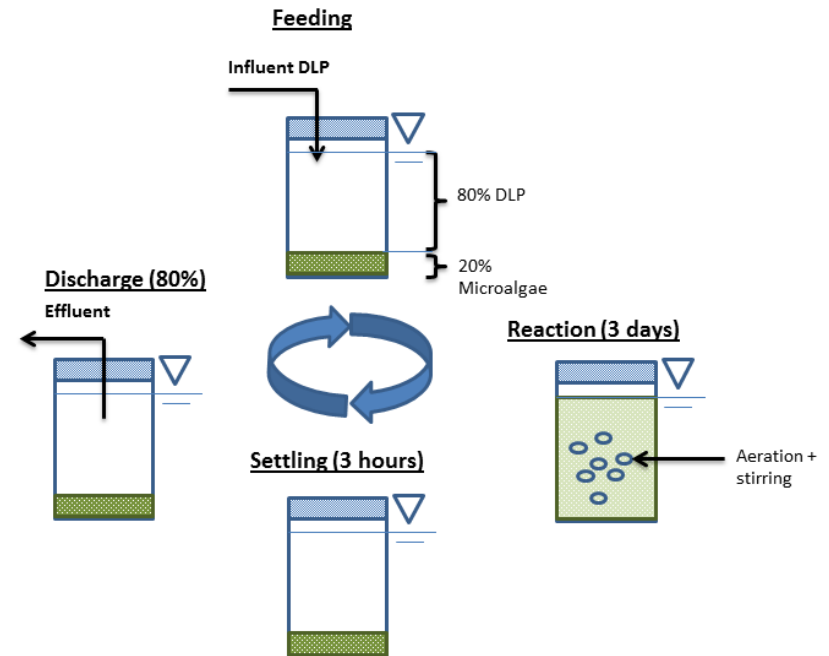 Feeding
Influent DLP
80% DLP
20%
Microalgae
Discharge (80%)
Effluent
Reaction (3 days)
Aeration +
stirring
Settling (3 hours)